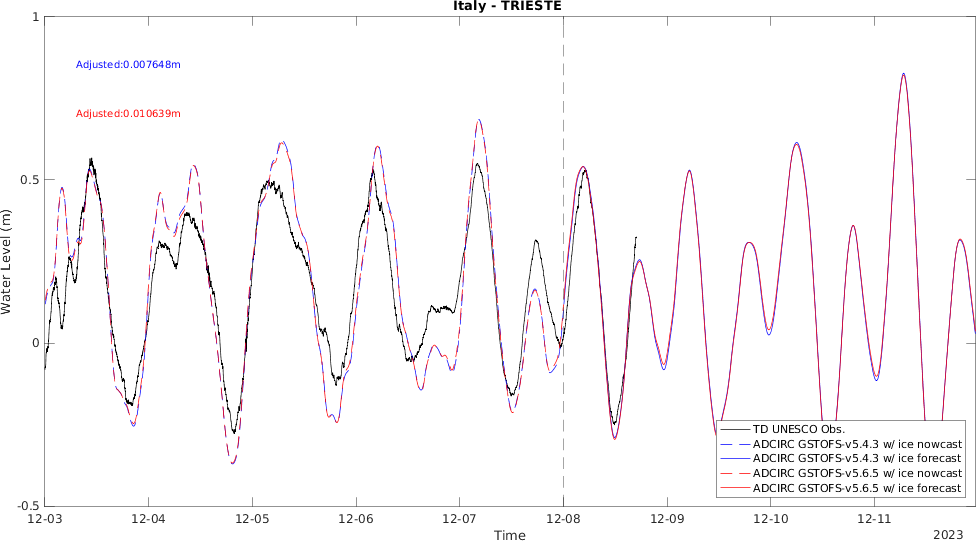 Italy - TRIESTE
1
Adjusted:0.007648m
Adjusted:0.010639m
0.5
Water Level (m)
0
TD UNESCO Obs.
ADCIRC GSTOFS-v5.4.3 w/ ice nowcast
ADCIRC GSTOFS-v5.4.3 w/ ice forecast
ADCIRC GSTOFS-v5.6.5 w/ ice nowcast
ADCIRC GSTOFS-v5.6.5 w/ ice forecast
-0.5
12-03 12-04 12-05 12-06 12-07 12-08 12-09 12-10 12-11
Time
2023